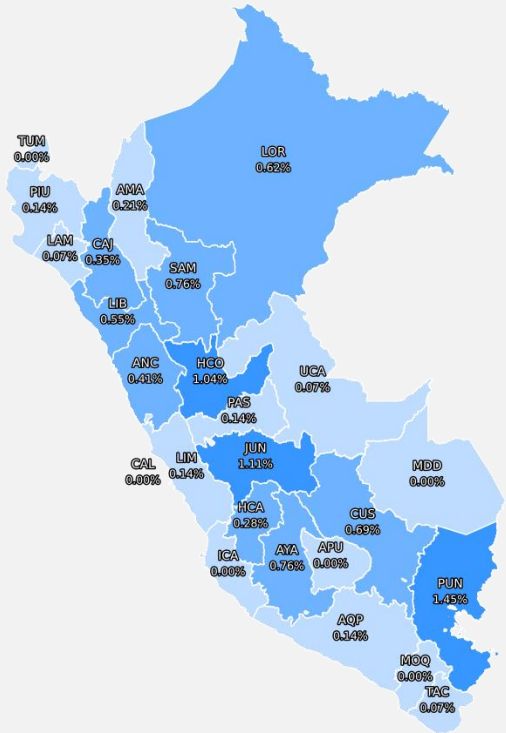 LOR
0.62%
TUM
0.00%
PIU
0.14%
AMA
0.21%
LAM
0.07%
CAJ
0.35%
SAM
0.76%
LIB
0.55%
ANC
0.41%
HCO
1.04%
UCA
0.07%
PAS
0.14%
JUN
1.11%
CAL
0.00%
LIM
0.14%
MDD
0.00%
HCA
0.28%
CUS
0.69%
ICA
0.00%
AYA
0.76%
APU
0.00%
PUN
1.45%
AQP
0.14%
MOQ
0.00%
TAC
0.07%